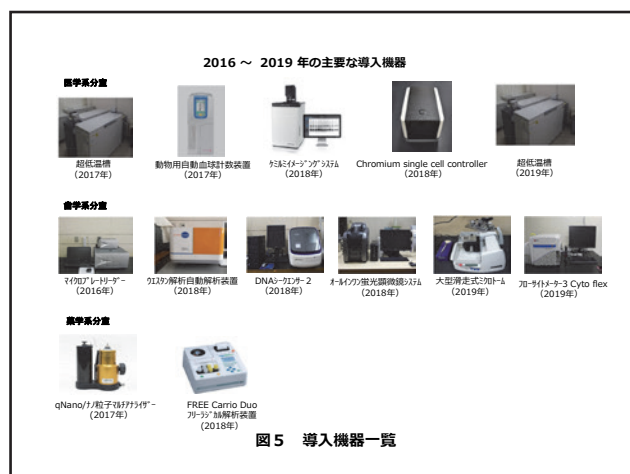 2016 ～ 2019 年の主要な導入機器
医学系分室
超低温槽
（2017年）
動物用自動血球計数装置
（2017年）
ｹﾐﾙﾐｲﾒｰｼﾞﾝｸﾞｼｽﾃﾑ
（2018年）
Chromium single cell controller
（2018年）
超低温槽
（2019年）
歯学系分室
ﾏｲｸﾛﾌﾟﾚｰﾄﾘｰﾀﾞｰ
（2016年）
ｳｴｽﾀﾝ解析自動解析装置
（2018年）
DNAｼｰｸｴﾝｻｰ 2
（2018年）
ｵｰﾙｲﾝﾜﾝ蛍光顕微鏡ｼｽﾃﾑ
（2018年）
大型滑走式ﾐｸﾛﾄｰﾑ
（2019年）
ﾌﾛｰｻｲﾄﾒｰﾀｰ3 Cyto flex
（2019年）
薬学系分室
qNano/ﾅﾉ粒子ﾏﾙﾁｱﾅﾗｲｻﾞｰ
（2017年）
FREE Carrio Duo
ﾌﾘｰﾗｼﾞｶﾙ解析装置
（2018年）
図５ 導入機器一覧